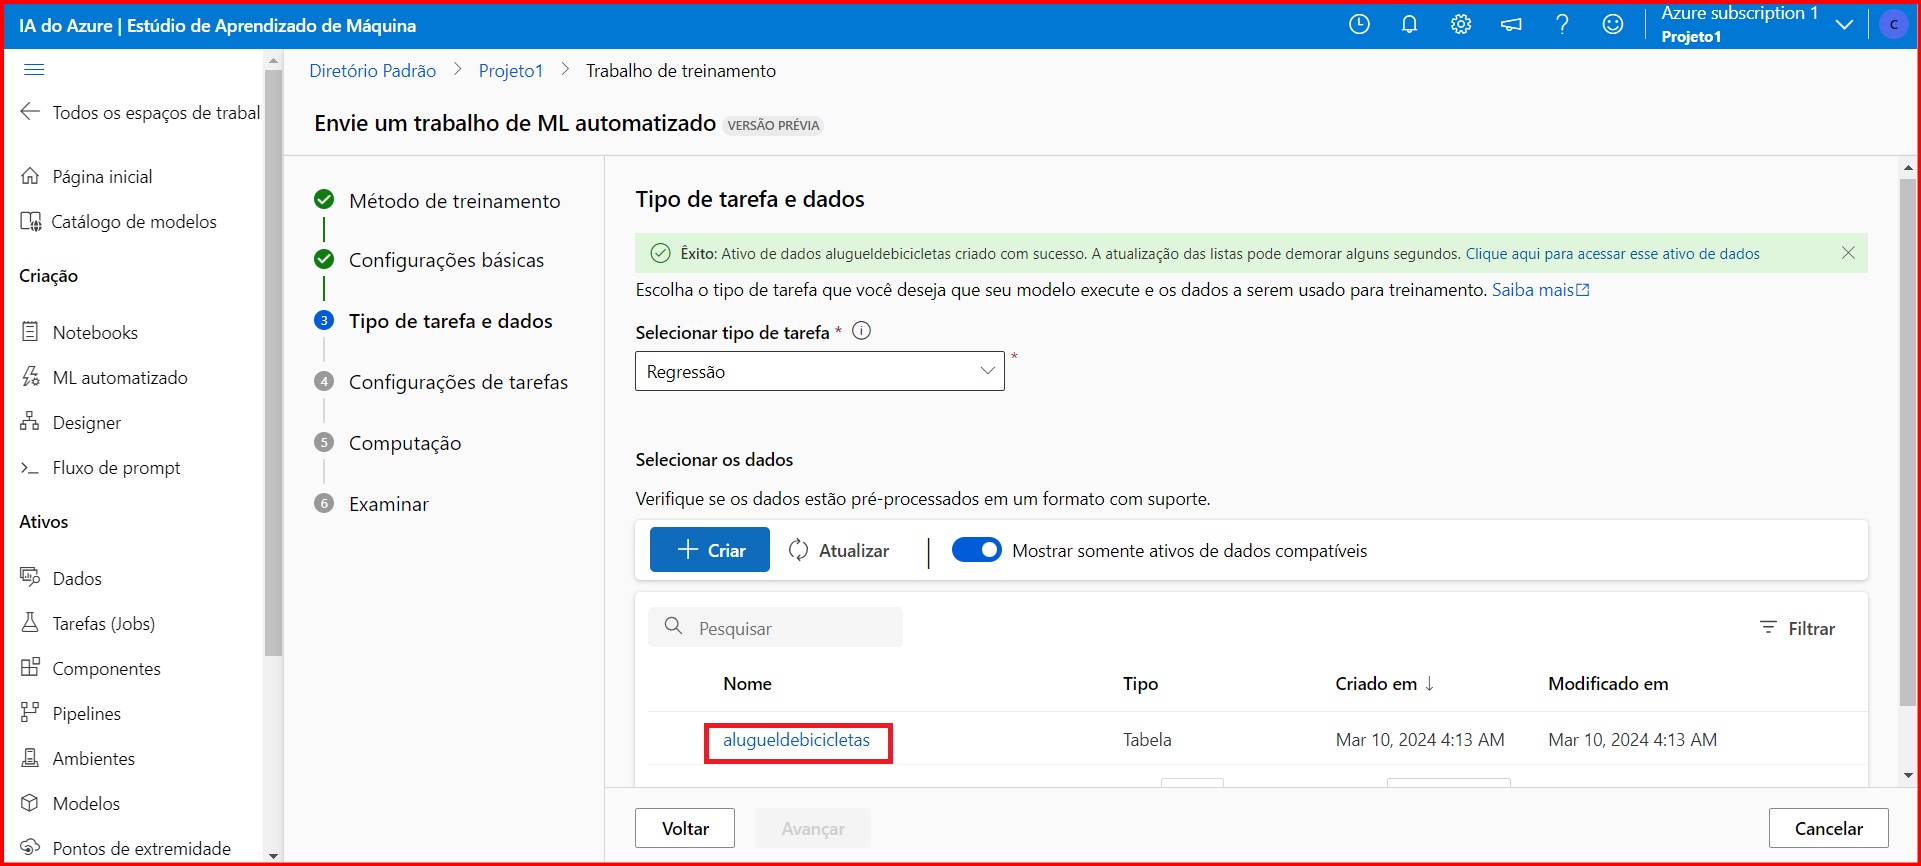 IA do Azure | Estúdio de Aprendizado de Máquina
Azure subscription 1
Projeto1
C
Todos os espaços de trabal
Página inicial
Catálogo de modelos
Criação
Notebooks
ML automatizado
Designer
Fluxo de prompt
Ativos
Dados
Tarefas (Jobs)
Componentes
Pipelines
Ambientes
Modelos
Pontos de extremidade
Diretório Padrão > Projeto1 > Trabalho de treinamento
Envie um trabalho de ML automatizado VERSÃO PRÉVIA
Método de treinamento
Configurações básicas
3 Tipo de tarefa e dados
4 Configurações de tarefas
5 Computação
6 Examinar
Tipo de tarefa e dados
Êxito: Ativo de dados alugueldebicicletas criado com sucesso. A atualização das listas pode demorar alguns segundos. Clique aqui para acessar esse ativo de dados
Escolha o tipo de tarefa que você deseja que seu modelo execute e os dados a serem usado para treinamento. Saiba mais
Selecionar tipo de tarefa *
Regressão *
Selecionar os dados
Verifique se os dados estão pré-processados em um formato com suporte.
+ Criar Atualizar | Mostrar somente ativos de dados compatíveis
Pesquisar Filtrar
Nome Tipo Criado em ↓ Modificado em
alugueldebicicletas Tabela Mar 10, 2024 4:13 AM Mar 10, 2024 4:13 AM
Voltar Avançar Cancelar